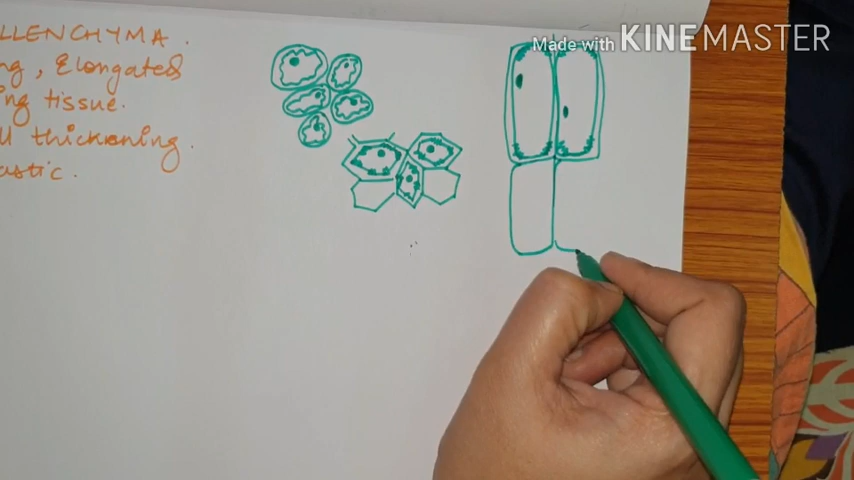 LLENCHYMA.
ng, Elongated
ng tissue.
ll thickening.
astic.
Made with KINEMASTER